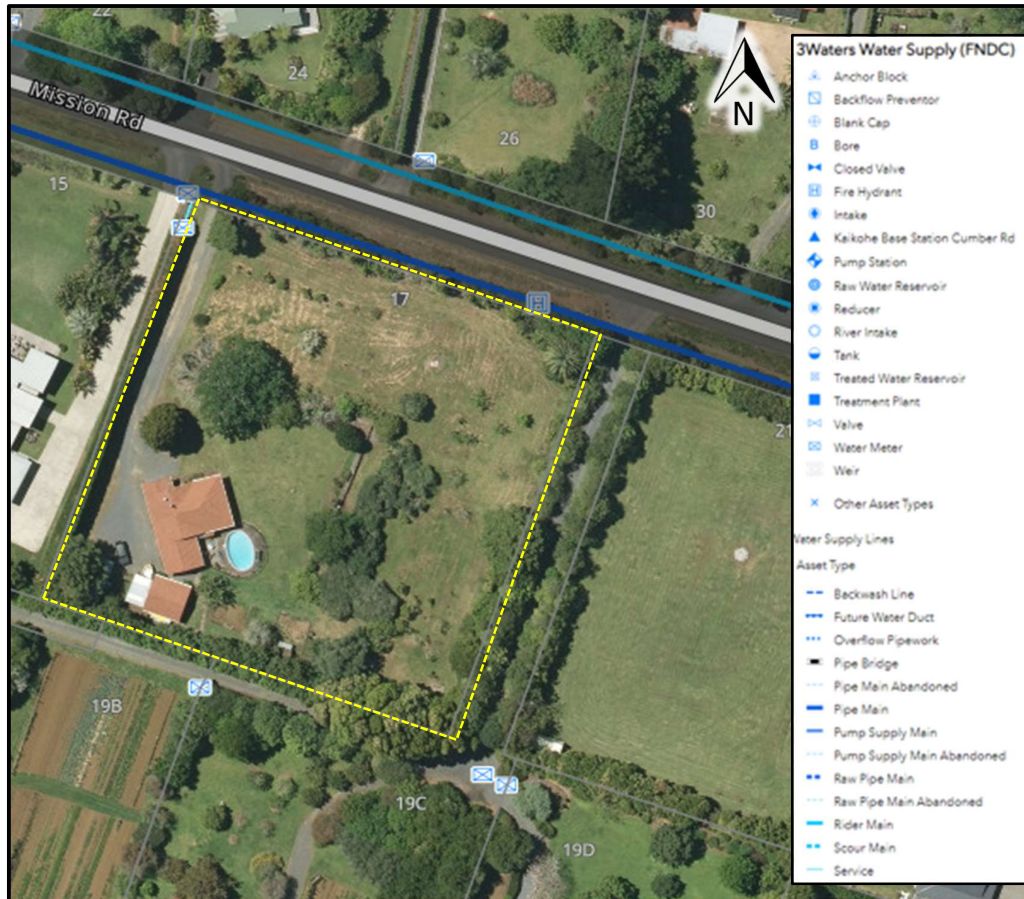 22
24
Mission Rd
26
15
30
17
21
19B
19C
19D
N
H
3Waters Water Supply (FNDC)
Anchor Block
Backflow Preventor
Blank Cap
B Bore
Closed Valve
H Fire Hydrant
Intake
Kaikohe Base Station Cumber Rd
Pump Station
Raw Water Reservoir
Reducer
River Intake
Tank
Treated Water Reservoir
Treatment Plant
Valve
Water Meter
Weir
Other Asset Types
Water Supply Lines
Asset Type
Backwash Line
Future Water Duct
Overflow Pipework
Pipe Bridge
Pipe Main Abandoned
Pipe Main
Pump Supply Main
Pump Supply Main Abandoned
Raw Pipe Main
Raw Pipe Main Abandoned
Rider Main
Scour Main
Service